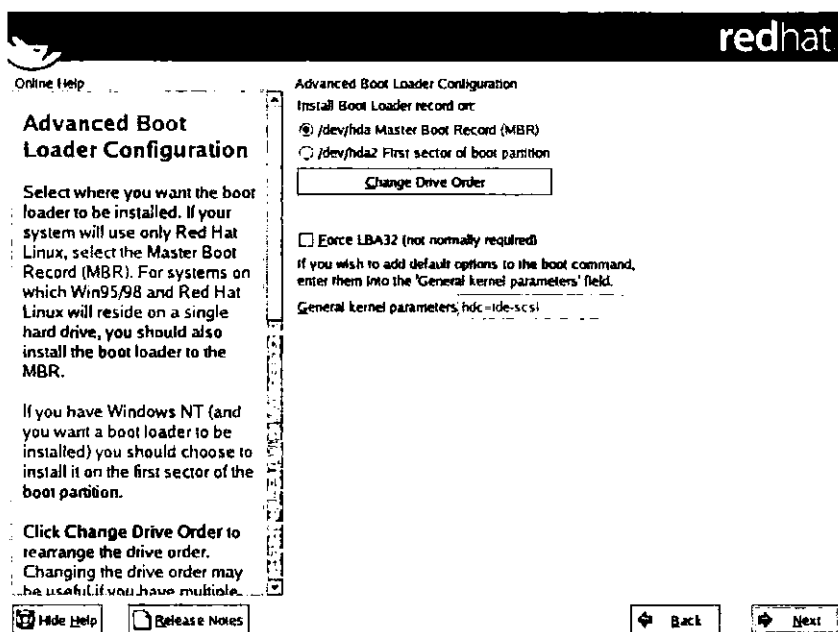 redhat
Online Help
Advanced Boot
Loader Configuration
Select where you want the boot
loader to be installed. If your
system will use only Red Hat
Linux, select the Master Boot
Record (MBR). For systems on
which Win95/98 and Red Hat
Linux will reside on a single
hard drive, you should also
install the boot loader to the
MBR.
If you have Windows NT (and
you want a boot loader to be
installed) you should choose to
install it on the first sector of the
boot partition.
Click Change Drive Order to
rearrange the drive order.
Changing the drive order may
be useful if you have multiple
Advanced Boot Loader Configuration
Install Boot Loader record on:
/dev/hda Master Boot Record (MBR)
/dev/hda2 First sector of boot partition
Change Drive Order
Force LBA32 (not normally required)
If you wish to add default options to the boot command,
enter them into the 'General kernel parameters' field.
General kernel parameters hdc=ide-scsi
Hide Help
Release Notes
Back
Next